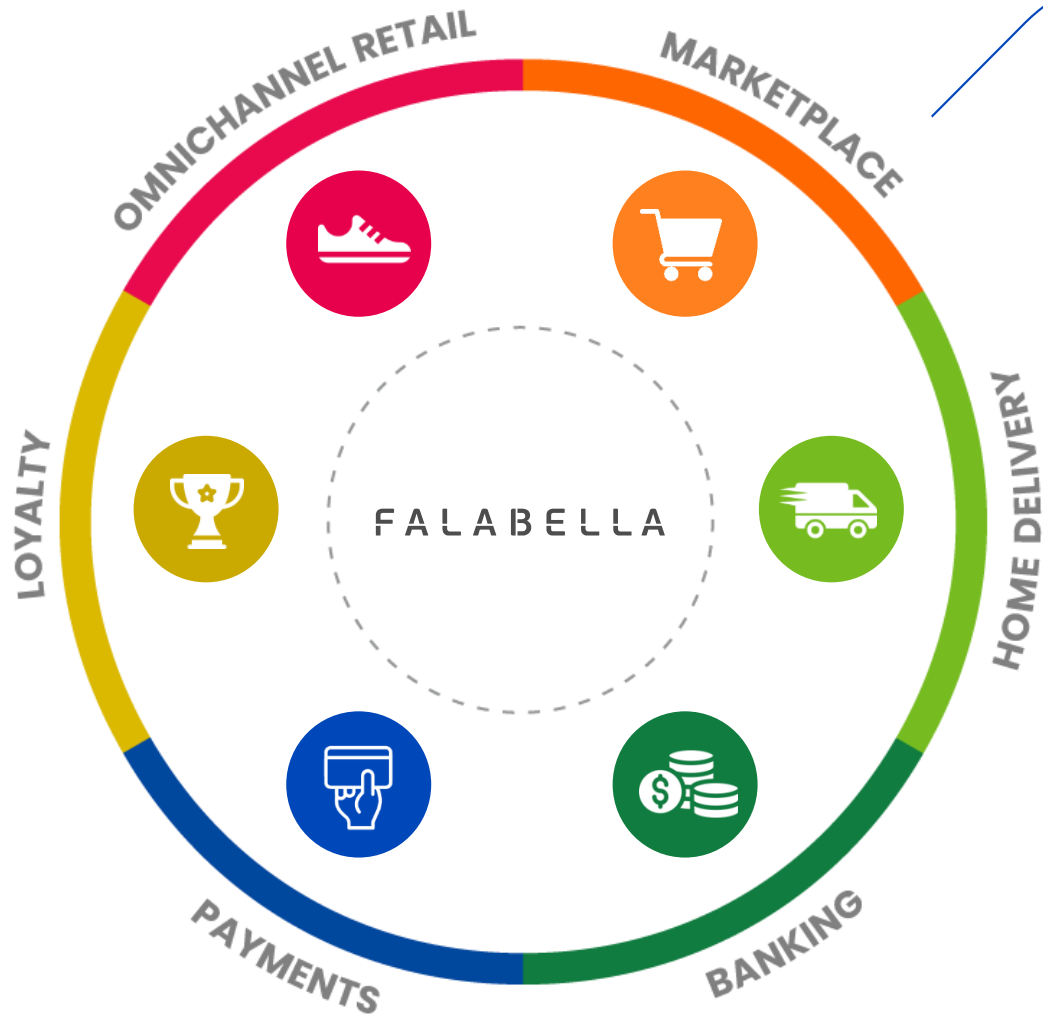 OMNICHANNEL RETAIL
MARKETPLACE
HOME DELIVERY
BANKING
PAYMENTS
LOYALTY
FALABELLA
$